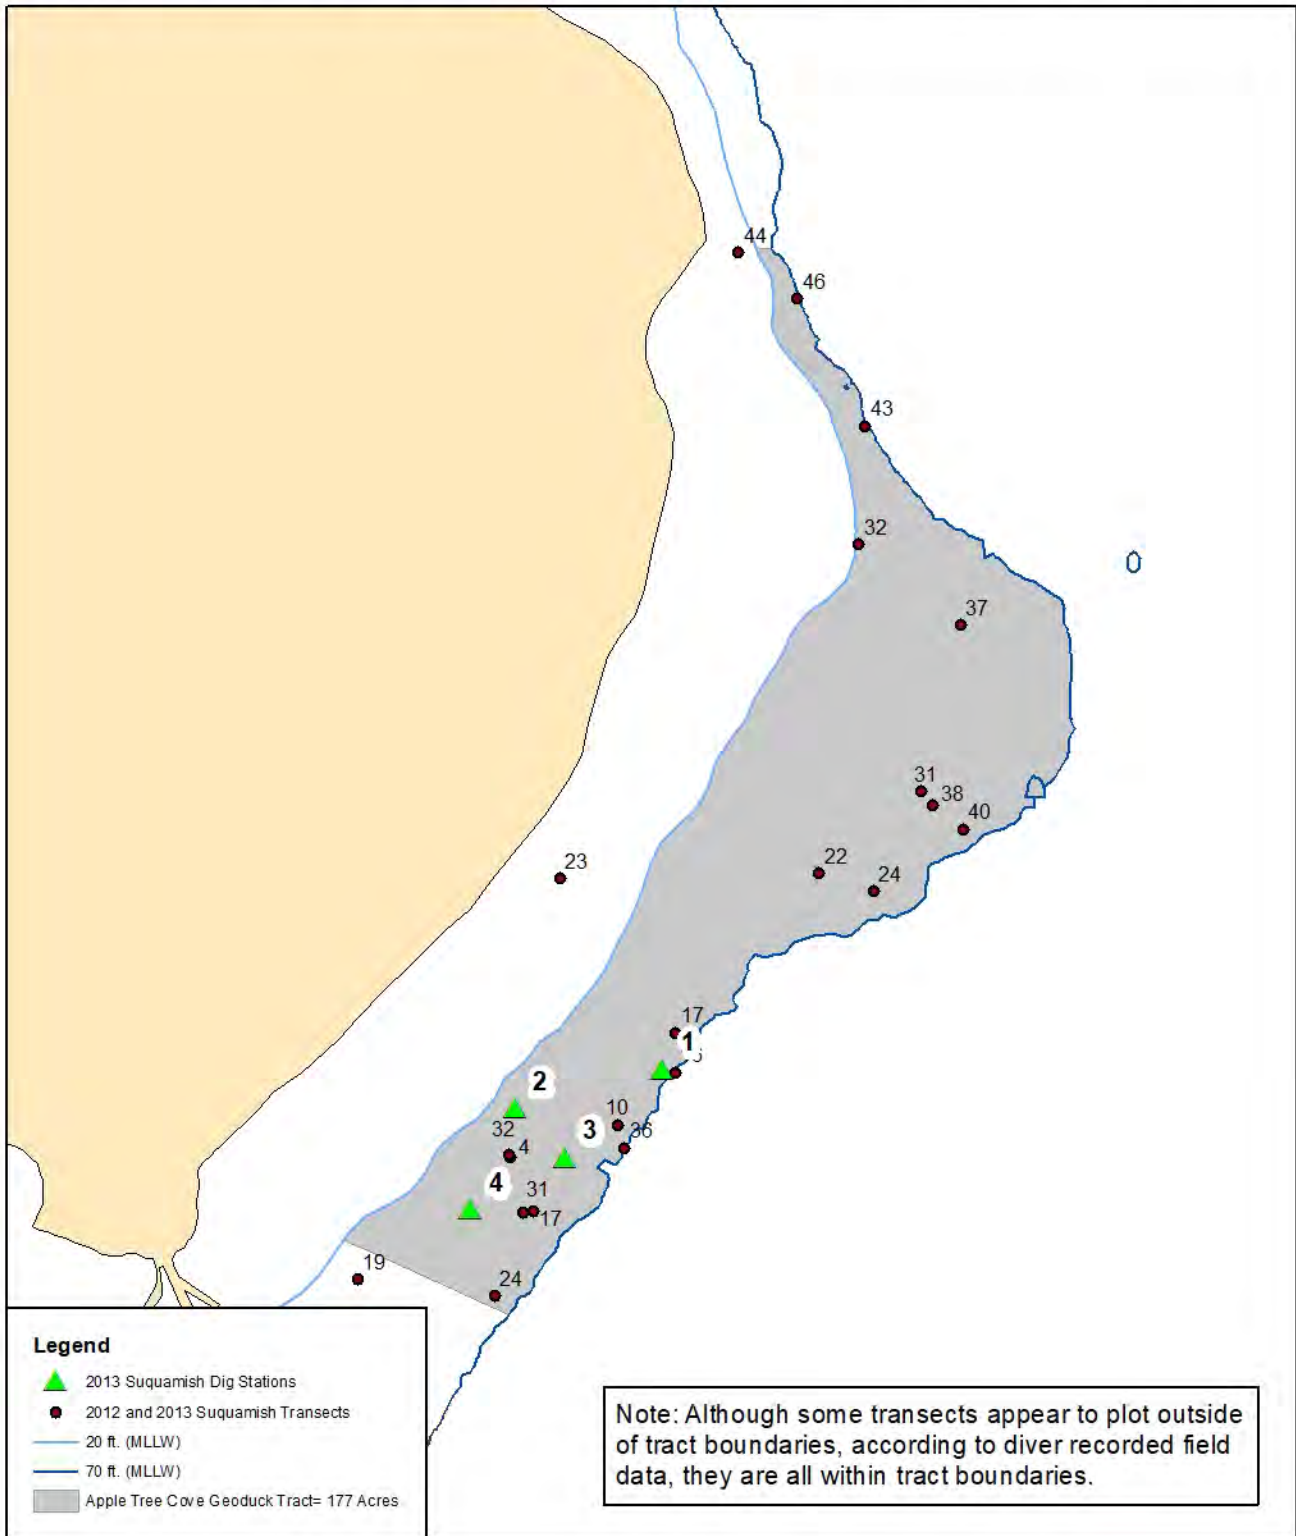 44
46
43
32
37
31
38
40
22
24
23
17
1
2
10
3
36
32
4
4
31
17
19
24
Legend
2013 Suquamish Dig Stations
2012 and 2013 Suquamish Transects
20 ft. (MLLW)
70 ft. (MLLW)
Apple Tree Cove Geoduck Tract= 177 Acres
Note: Although some transects appear to plot outside
of tract boundaries, according to diver recorded field
data, they are all within tract boundaries.